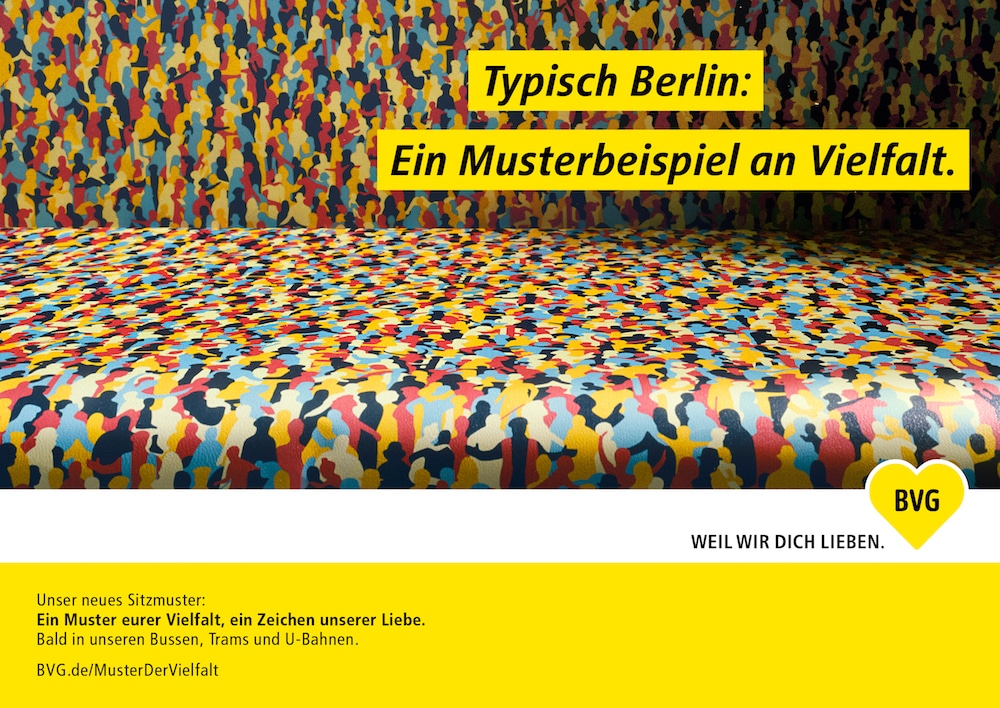 Typisch Berlin:
Ein Musterbeispiel an Vielfalt.
BVG
WEIL WIR DICH LIEBEN.
Unser neues Sitzmuster:
Ein Muster eurer Vielfalt, ein Zeichen unserer Liebe.
Bald in unseren Bussen, Trams und U-Bahnen.
BVG.de/MusterDerVielfalt